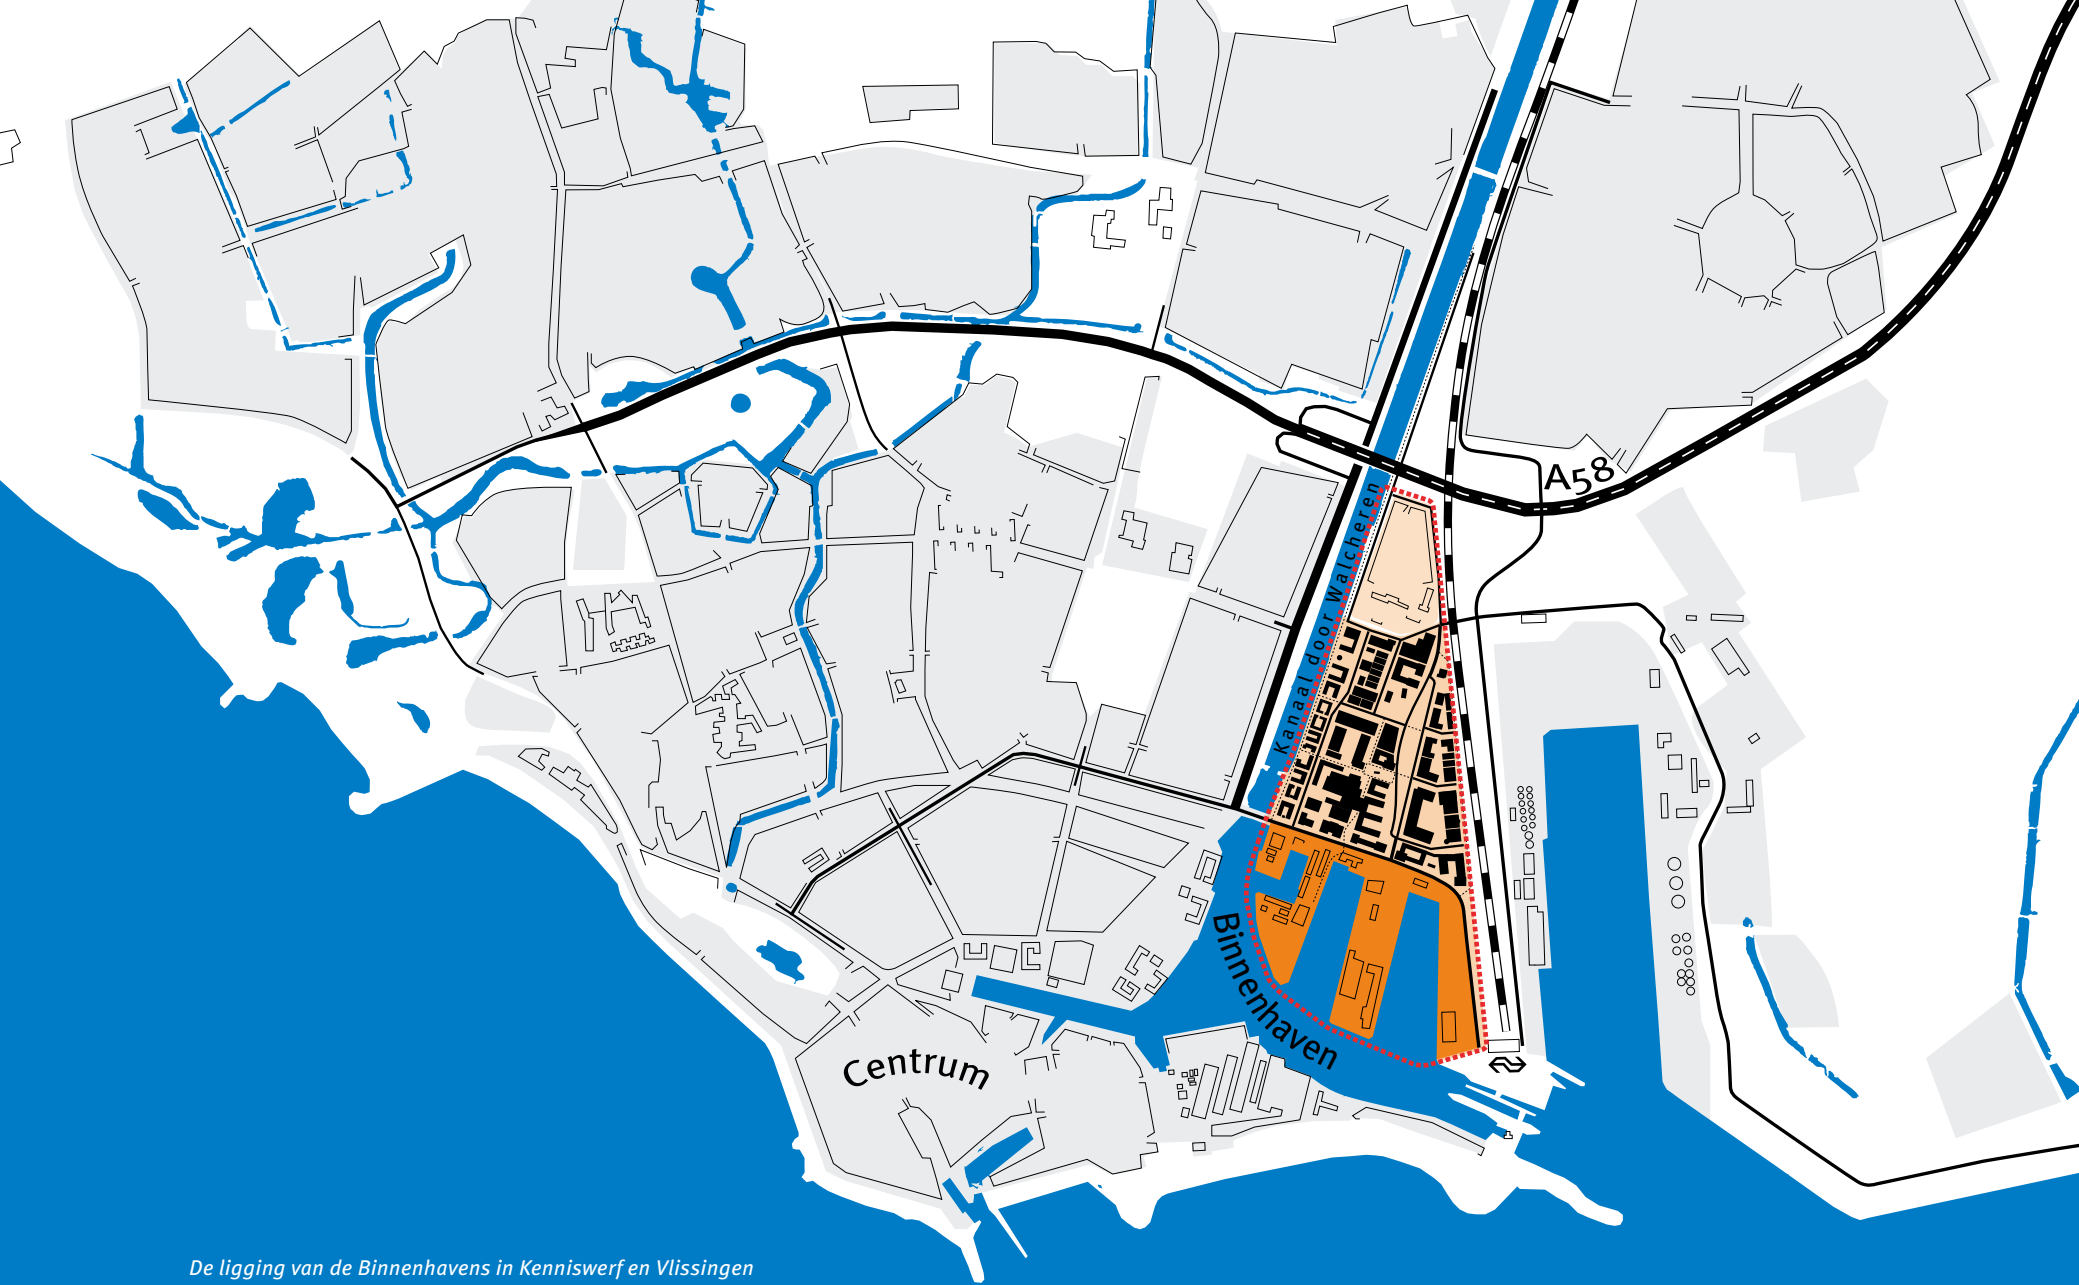 A58
Kanaal door Walcheren
Binnenhaven
Centrum
De ligging van de Binnenhavens in Kenniswerf en Vlissingen